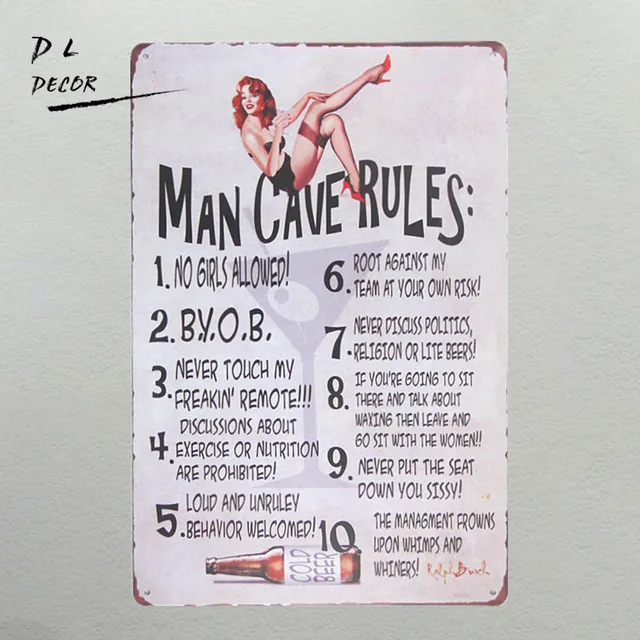 D L
DECOR
MAN CAVE RULES:
1. NO GIRLS ALLOWED!
2. B.Y.O.B.
3. NEVER TOUCH MY
FREAKIN' REMOTE!!!
4. DISCUSSIONS ABOUT
EXERCISE OR NUTRITION
ARE PROHIBITED!
5. LOUD AND UNRULEY
BEHAVIOR WELCOMED!
6. ROOT AGAINST MY
TEAM AT YOUR OWN RISK!
7. NEVER DISCUSS POLITICS,
RELIGION OR LITE BEERS!
8. IF YOU'RE GOING TO SIT
THERE AND TALK ABOUT
WAXING THEN LEAVE AND
GO SIT WITH THE WOMEN!!
9. NEVER PUT THE SEAT
DOWN YOU SISSY!
10 THE MANAGMENT FROWNS
UPON WHIMPS AND
WHINERS!
Ralph Burch
COLD
BEER